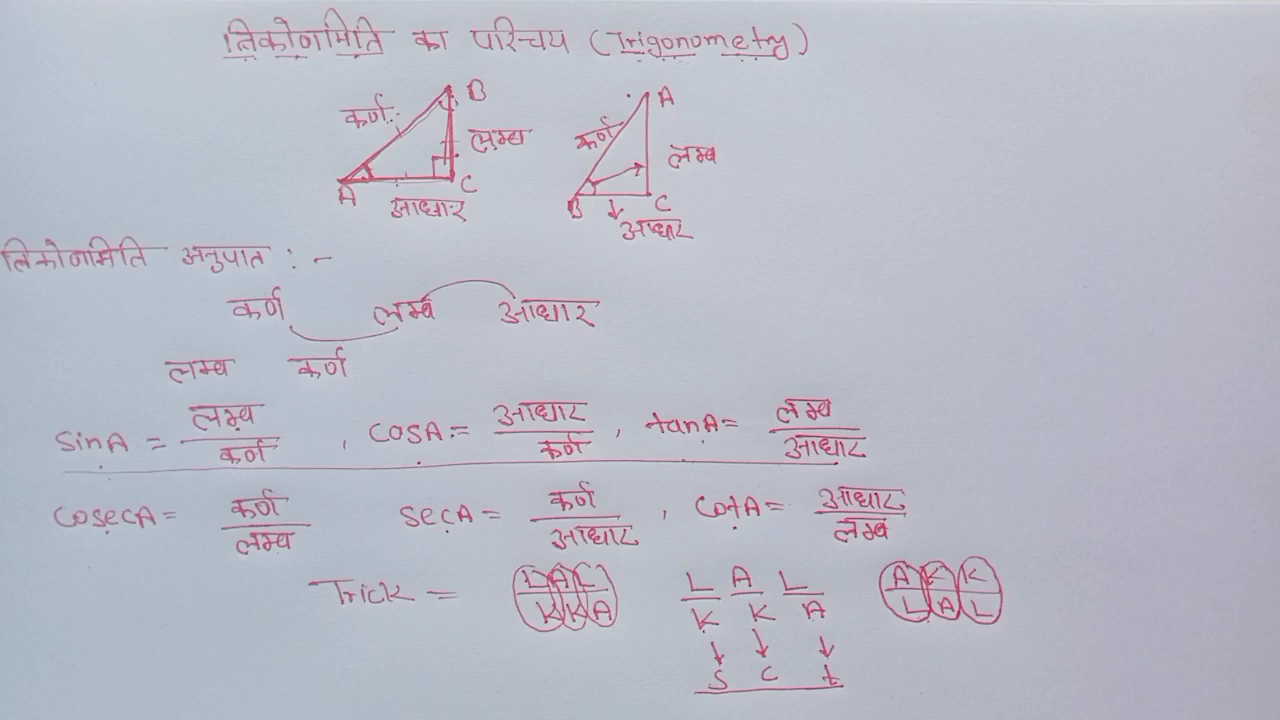 त्रिकोणमिति का परिचय (Trigonometry)
B
कर्ण
लम्ब
A
C
आधार
A
कर्ण
लम्ब
B
C
आधार
त्रिकोणमिति अनुपात :-
कर्ण लम्ब आधार
लम्ब कर्ण
sinA = लम्ब/कर्ण , cosA = आधार/कर्ण , tanA = लम्ब/आधार
cosecA = कर्ण/लम्ब secA = कर्ण/आधार , cotA = आधार/लम्ब
Trick = L/K A/K L/A L/K A/K L/A A/L K/A K/L
S C t